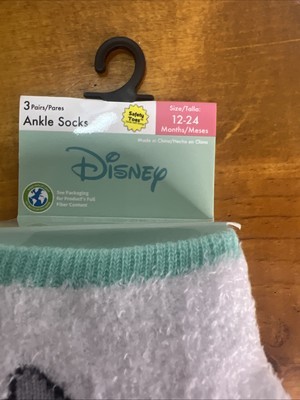 3 Pairs/Pares
Ankle Socks
Safety
Toes
Size/Talla:
12-24
Months/Meses
Made in China/Hecho en China
Disney
See Packaging
for Product's Full
Fiber Content